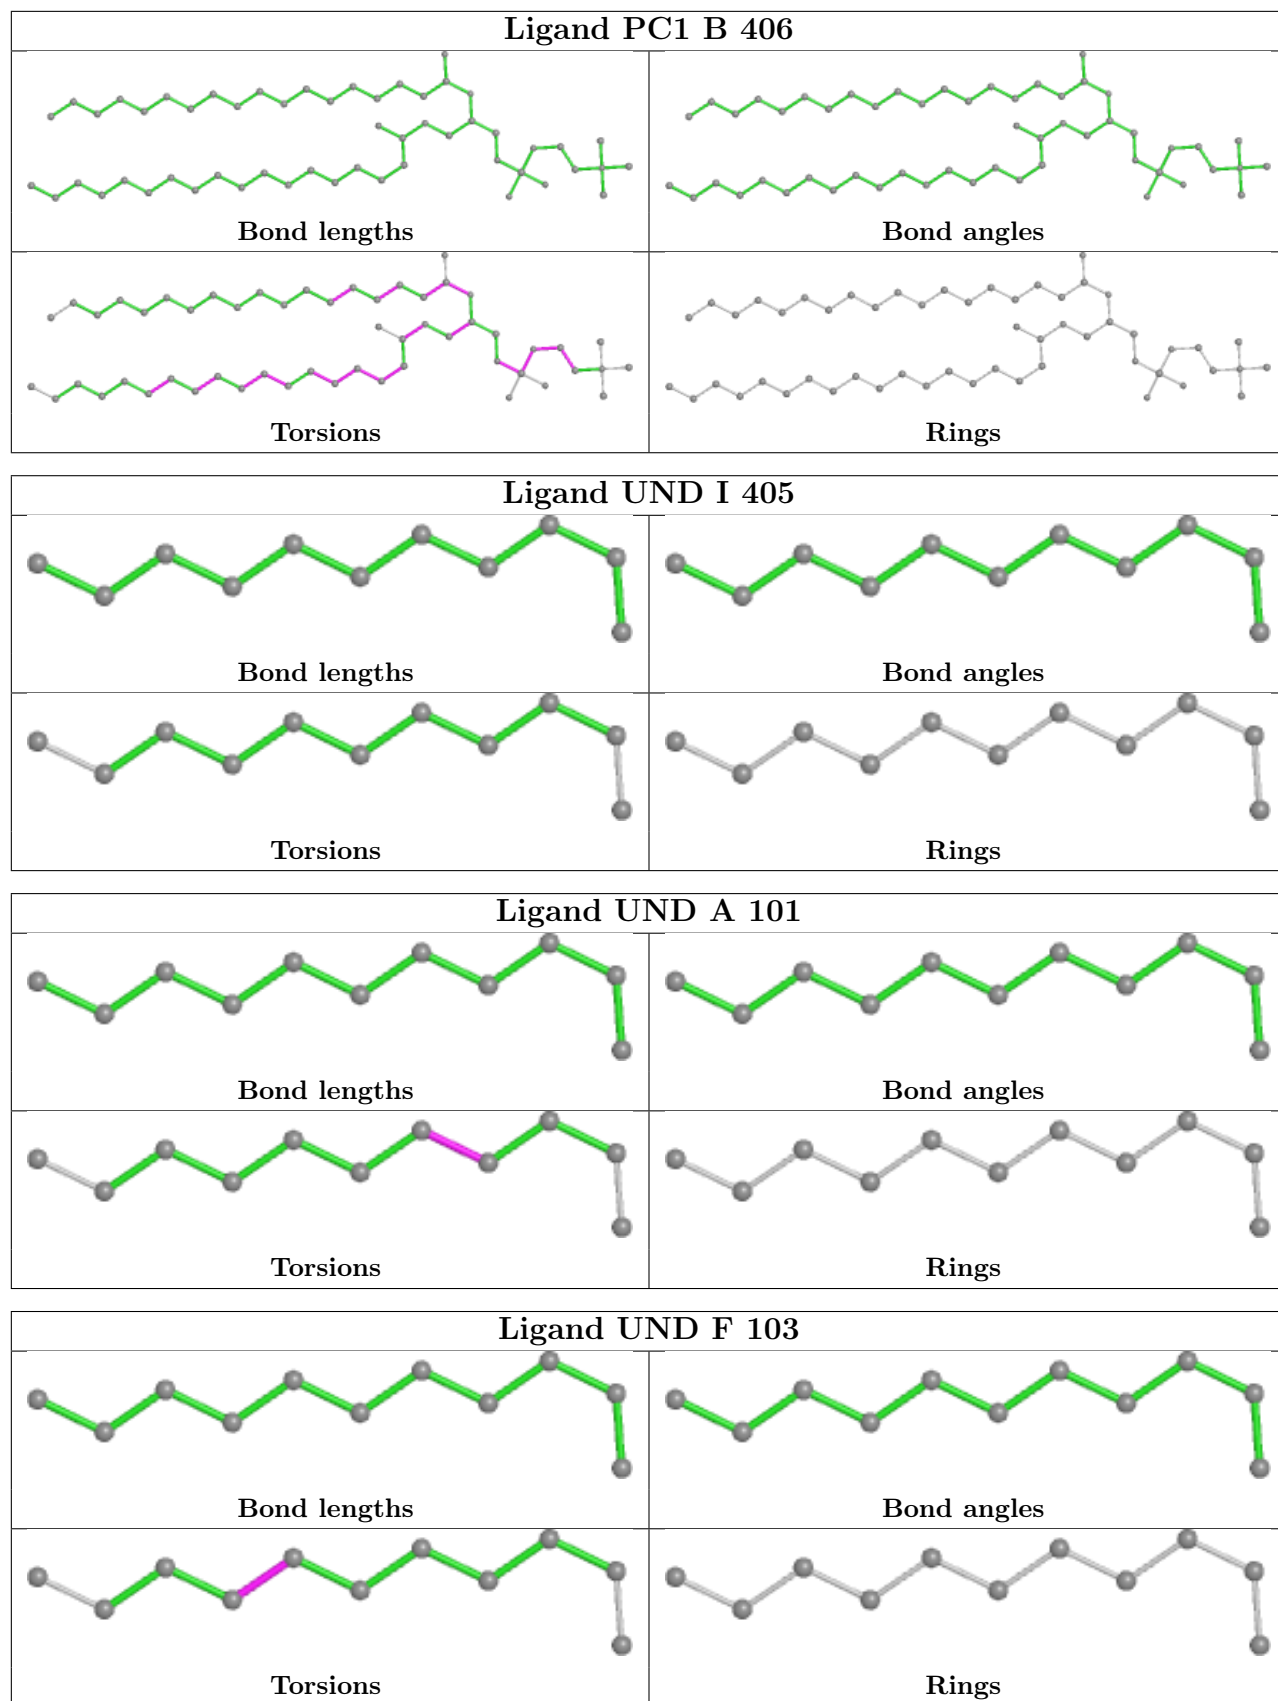 Ligand PC1 B 406
Bond lengths
Bond angles
Torsions
Rings
Ligand UND I 405
Bond lengths
Bond angles
Torsions
Rings
Ligand UND A 101
Bond lengths
Bond angles
Torsions
Rings
Ligand UND F 103
Bond lengths
Bond angles
Torsions
Rings